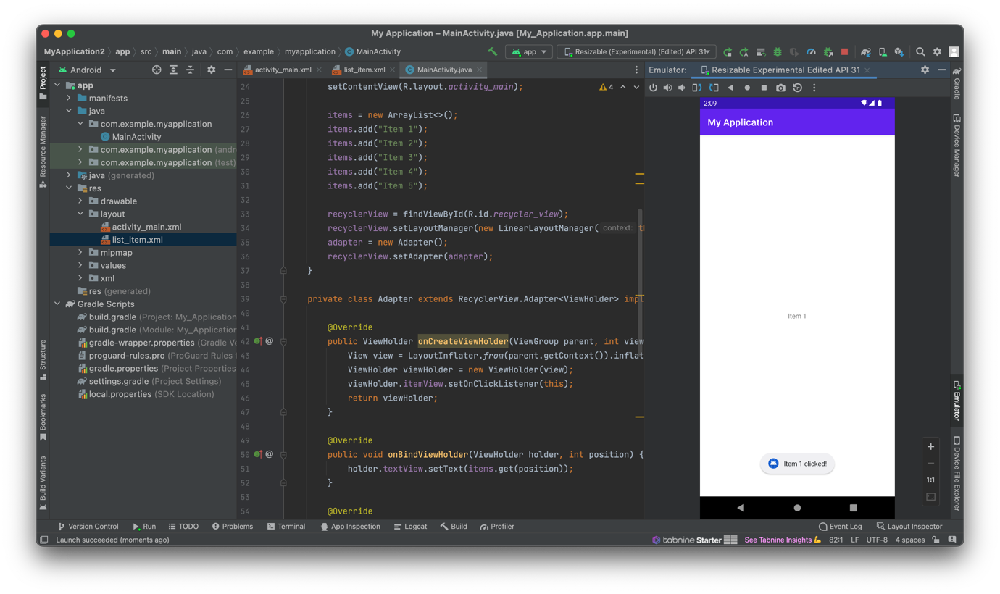 My Application – MainActivity.java [My_Application.app.main]
MyApplication2 〉 app 〉 src 〉 main 〉 java 〉 com 〉 example 〉 myapplication 〉 MainActivity
app
Resizable (Experimental) (Edited) API 31
Project
Resource Manager
Structure
Bookmarks
Build Variants
Android
app
manifests
java
com.example.myapplication
MainActivity
com.example.myapplication (andr
com.example.myapplication (test)
java (generated)
res
drawable
layout
activity_main.xml
list_item.xml
mipmap
values
xml
res (generated)
Gradle Scripts
build.gradle (Project: My_Application
build.gradle (Module: My_Application
gradle-wrapper.properties (Gradle Ve
proguard-rules.pro (ProGuard Rules f
gradle.properties (Project Properties
settings.gradle (Project Settings)
local.properties (SDK Location)
activity_main.xml
list_item.xml
MainActivity.java
4
24 setContentView(R.layout.activity_main);
25
26 items = new ArrayList<>();
27 items.add("Item 1");
28 items.add("Item 2");
29 items.add("Item 3");
30 items.add("Item 4");
31 items.add("Item 5");
32
33 recyclerView = findViewById(R.id.recycler_view);
34 recyclerView.setLayoutManager(new LinearLayoutManager( context: t
35 adapter = new Adapter();
36 recyclerView.setAdapter(adapter);
37 }
38
39 private class Adapter extends RecyclerView.Adapter<ViewHolder> impl
40
41 @Override
42 @ public ViewHolder onCreateViewHolder(ViewGroup parent, int view
43 View view = LayoutInflater.from(parent.getContext()).inflat
44 ViewHolder viewHolder = new ViewHolder(view);
45 viewHolder.itemView.setOnClickListener(this);
46 return viewHolder;
47 }
48
49 @Override
50 @ public void onBindViewHolder(ViewHolder holder, int position) {
51 holder.textView.setText(items.get(position));
52 }
53
54 @Override
Emulator:
Resizable Experimental Edited API 31
2:09
My Application
Item 1
Item 1 clicked!
1:1
Gradle
Device Manager
Emulator
Device File Explorer
Version Control
Run
TODO
Problems
Terminal
App Inspection
Logcat
Build
Profiler
Event Log
Layout Inspector
Launch succeeded (moments ago)
tabnine Starter
See Tabnine Insights 💪
82:1
LF
UTF-8
4 spaces